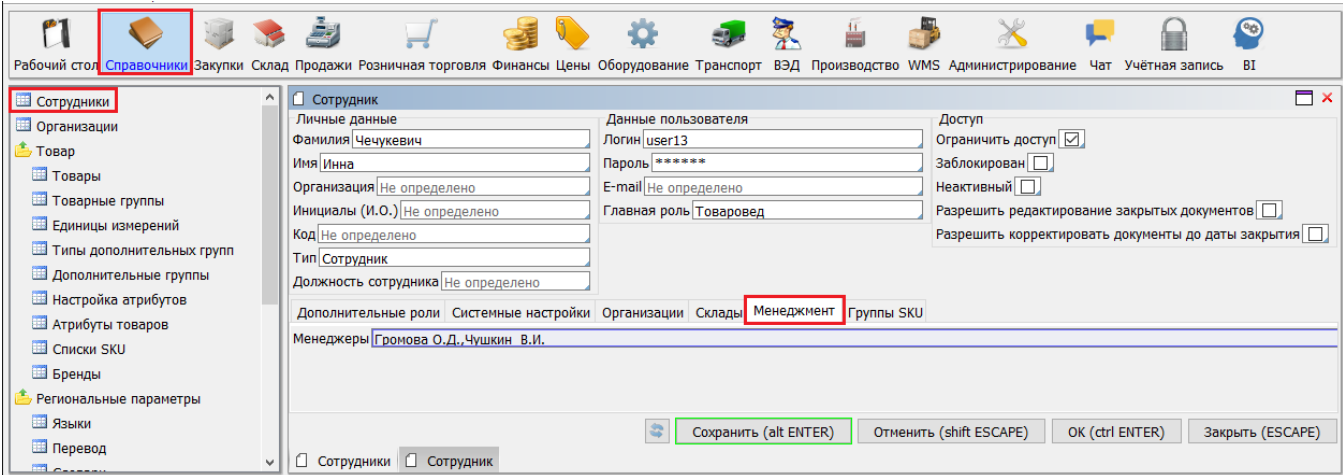 Рабочий стол Справочники Закупки Склад Продажи Розничная торговля Финансы Цены Оборудование Транспорт ВЭД Производство WMS Администрирование Чат Учётная запись BI
Сотрудники
Организации
Товар
Товары
Товарные группы
Единицы измерений
Типы дополнительных групп
Дополнительные группы
Настройка атрибутов
Атрибуты товаров
Списки SKU
Бренды
Региональные параметры
Языки
Перевод
Сотрудник
Личные данные
Фамилия Чечукевич
Имя Инна
Организация Не определено
Инициалы (И.О.) Не определено
Код Не определено
Тип Сотрудник
Должность сотрудника Не определено
Данные пользователя
Логин user13
Пароль ******
E-mail Не определено
Главная роль Товаровед
Доступ
Ограничить доступ
Заблокирован
Неактивный
Разрешить редактирование закрытых документов
Разрешить корректировать документы до даты закрытия
Дополнительные роли Системные настройки Организации Склады Менеджмент Группы SKU
Менеджеры Громова О.Д.,Чушкин В.И.
Сохранить (alt ENTER) Отменить (shift ESCAPE) OK (ctrl ENTER) Закрыть (ESCAPE)
Сотрудники Сотрудник